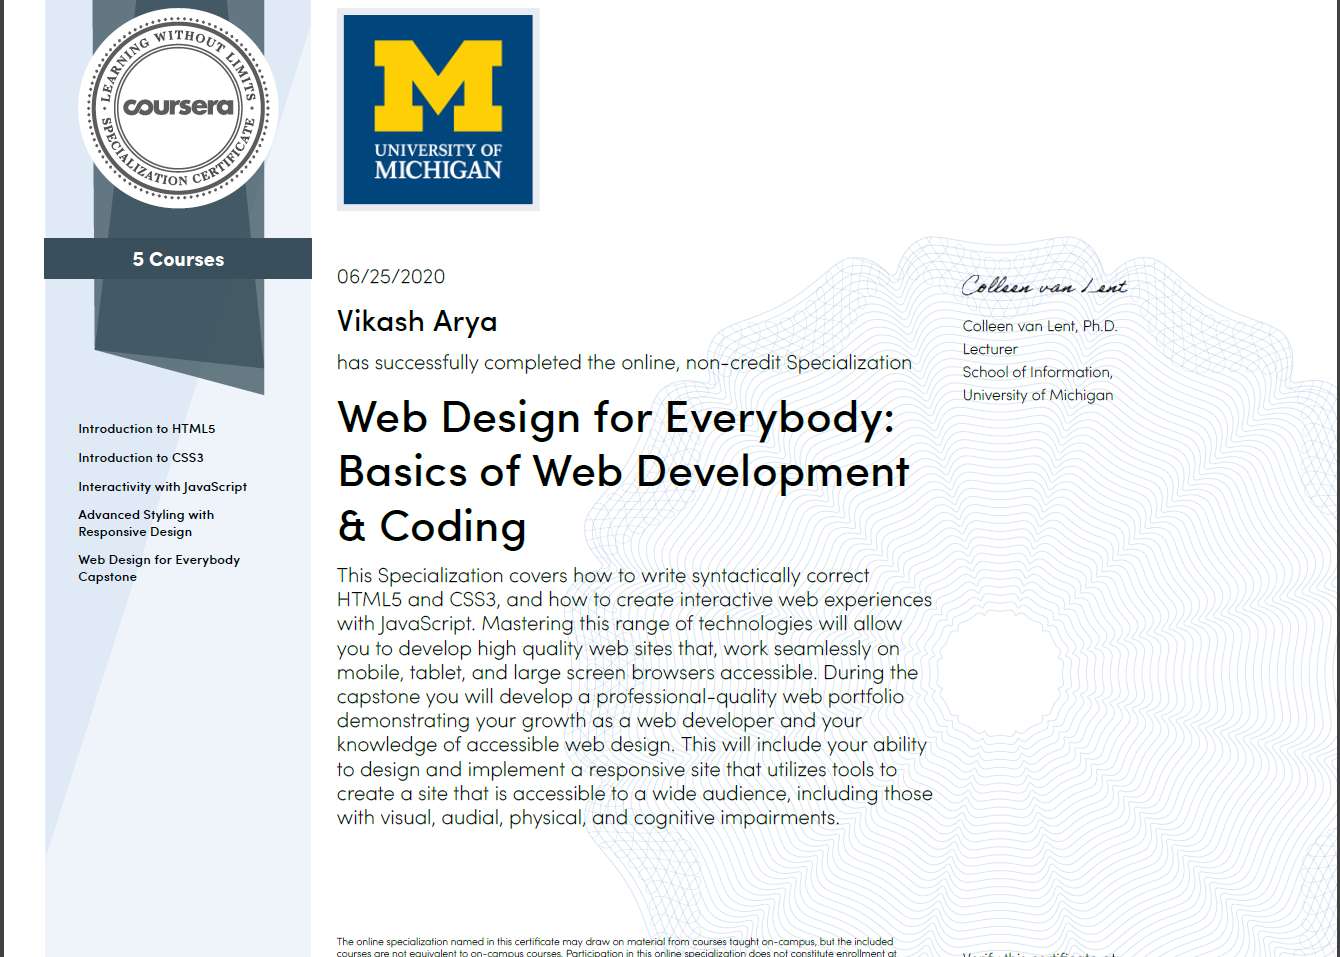 LEARNING WITHOUT LIMITS
coursera
SPECIALIZATION CERTIFICATE
5 Courses
Introduction to HTML5
Introduction to CSS3
Interactivity with JavaScript
Advanced Styling with
Responsive Design
Web Design for Everybody
Capstone
M
UNIVERSITY OF
MICHIGAN
06/25/2020
Vikash Arya
has successfully completed the online, non-credit Specialization
Web Design for Everybody:
Basics of Web Development
& Coding
This Specialization covers how to write syntactically correct
HTML5 and CSS3, and how to create interactive web experiences
with JavaScript. Mastering this range of technologies will allow
you to develop high quality web sites that, work seamlessly on
mobile, tablet, and large screen browsers accessible. During the
capstone you will develop a professional-quality web portfolio
demonstrating your growth as a web developer and your
knowledge of accessible web design. This will include your ability
to design and implement a responsive site that utilizes tools to
create a site that is accessible to a wide audience, including those
with visual, audial, physical, and cognitive impairments.
Colleen van Lent
Colleen van Lent, Ph.D.
Lecturer
School of Information,
University of Michigan
The online specialization named in this certificate may draw on material from courses taught on-campus, but the included
courses are not equivalent to on-campus courses. Participation in this online specialization does not constitute enrollment at
Verify this certificate at: